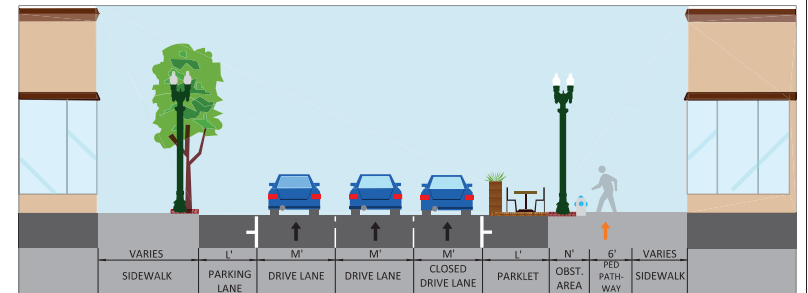 VARIES L' M' M' M' L' N' 6' VARIES
SIDEWALK
PARKING
LANE
DRIVE LANE
DRIVE LANE
CLOSED
DRIVE LANE
PARKLET
OBST.
AREA
PED
PATH-
WAY
SIDEWALK